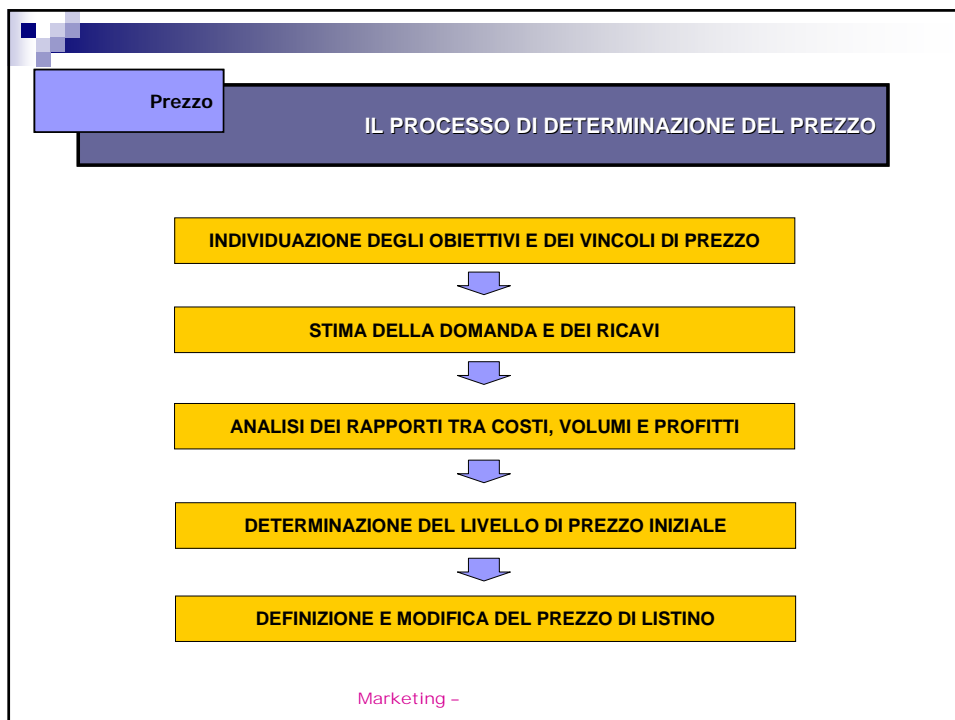 Prezzo
IL PROCESSO DI DETERMINAZIONE DEL PREZZO
INDIVIDUAZIONE DEGLI OBIETTIVI E DEI VINCOLI DI PREZZO
STIMA DELLA DOMANDA E DEI RICAVI
ANALISI DEI RAPPORTI TRA COSTI, VOLUMI E PROFITTI
DETERMINAZIONE DEL LIVELLO DI PREZZO INIZIALE
DEFINIZIONE E MODIFICA DEL PREZZO DI LISTINO
Marketing –